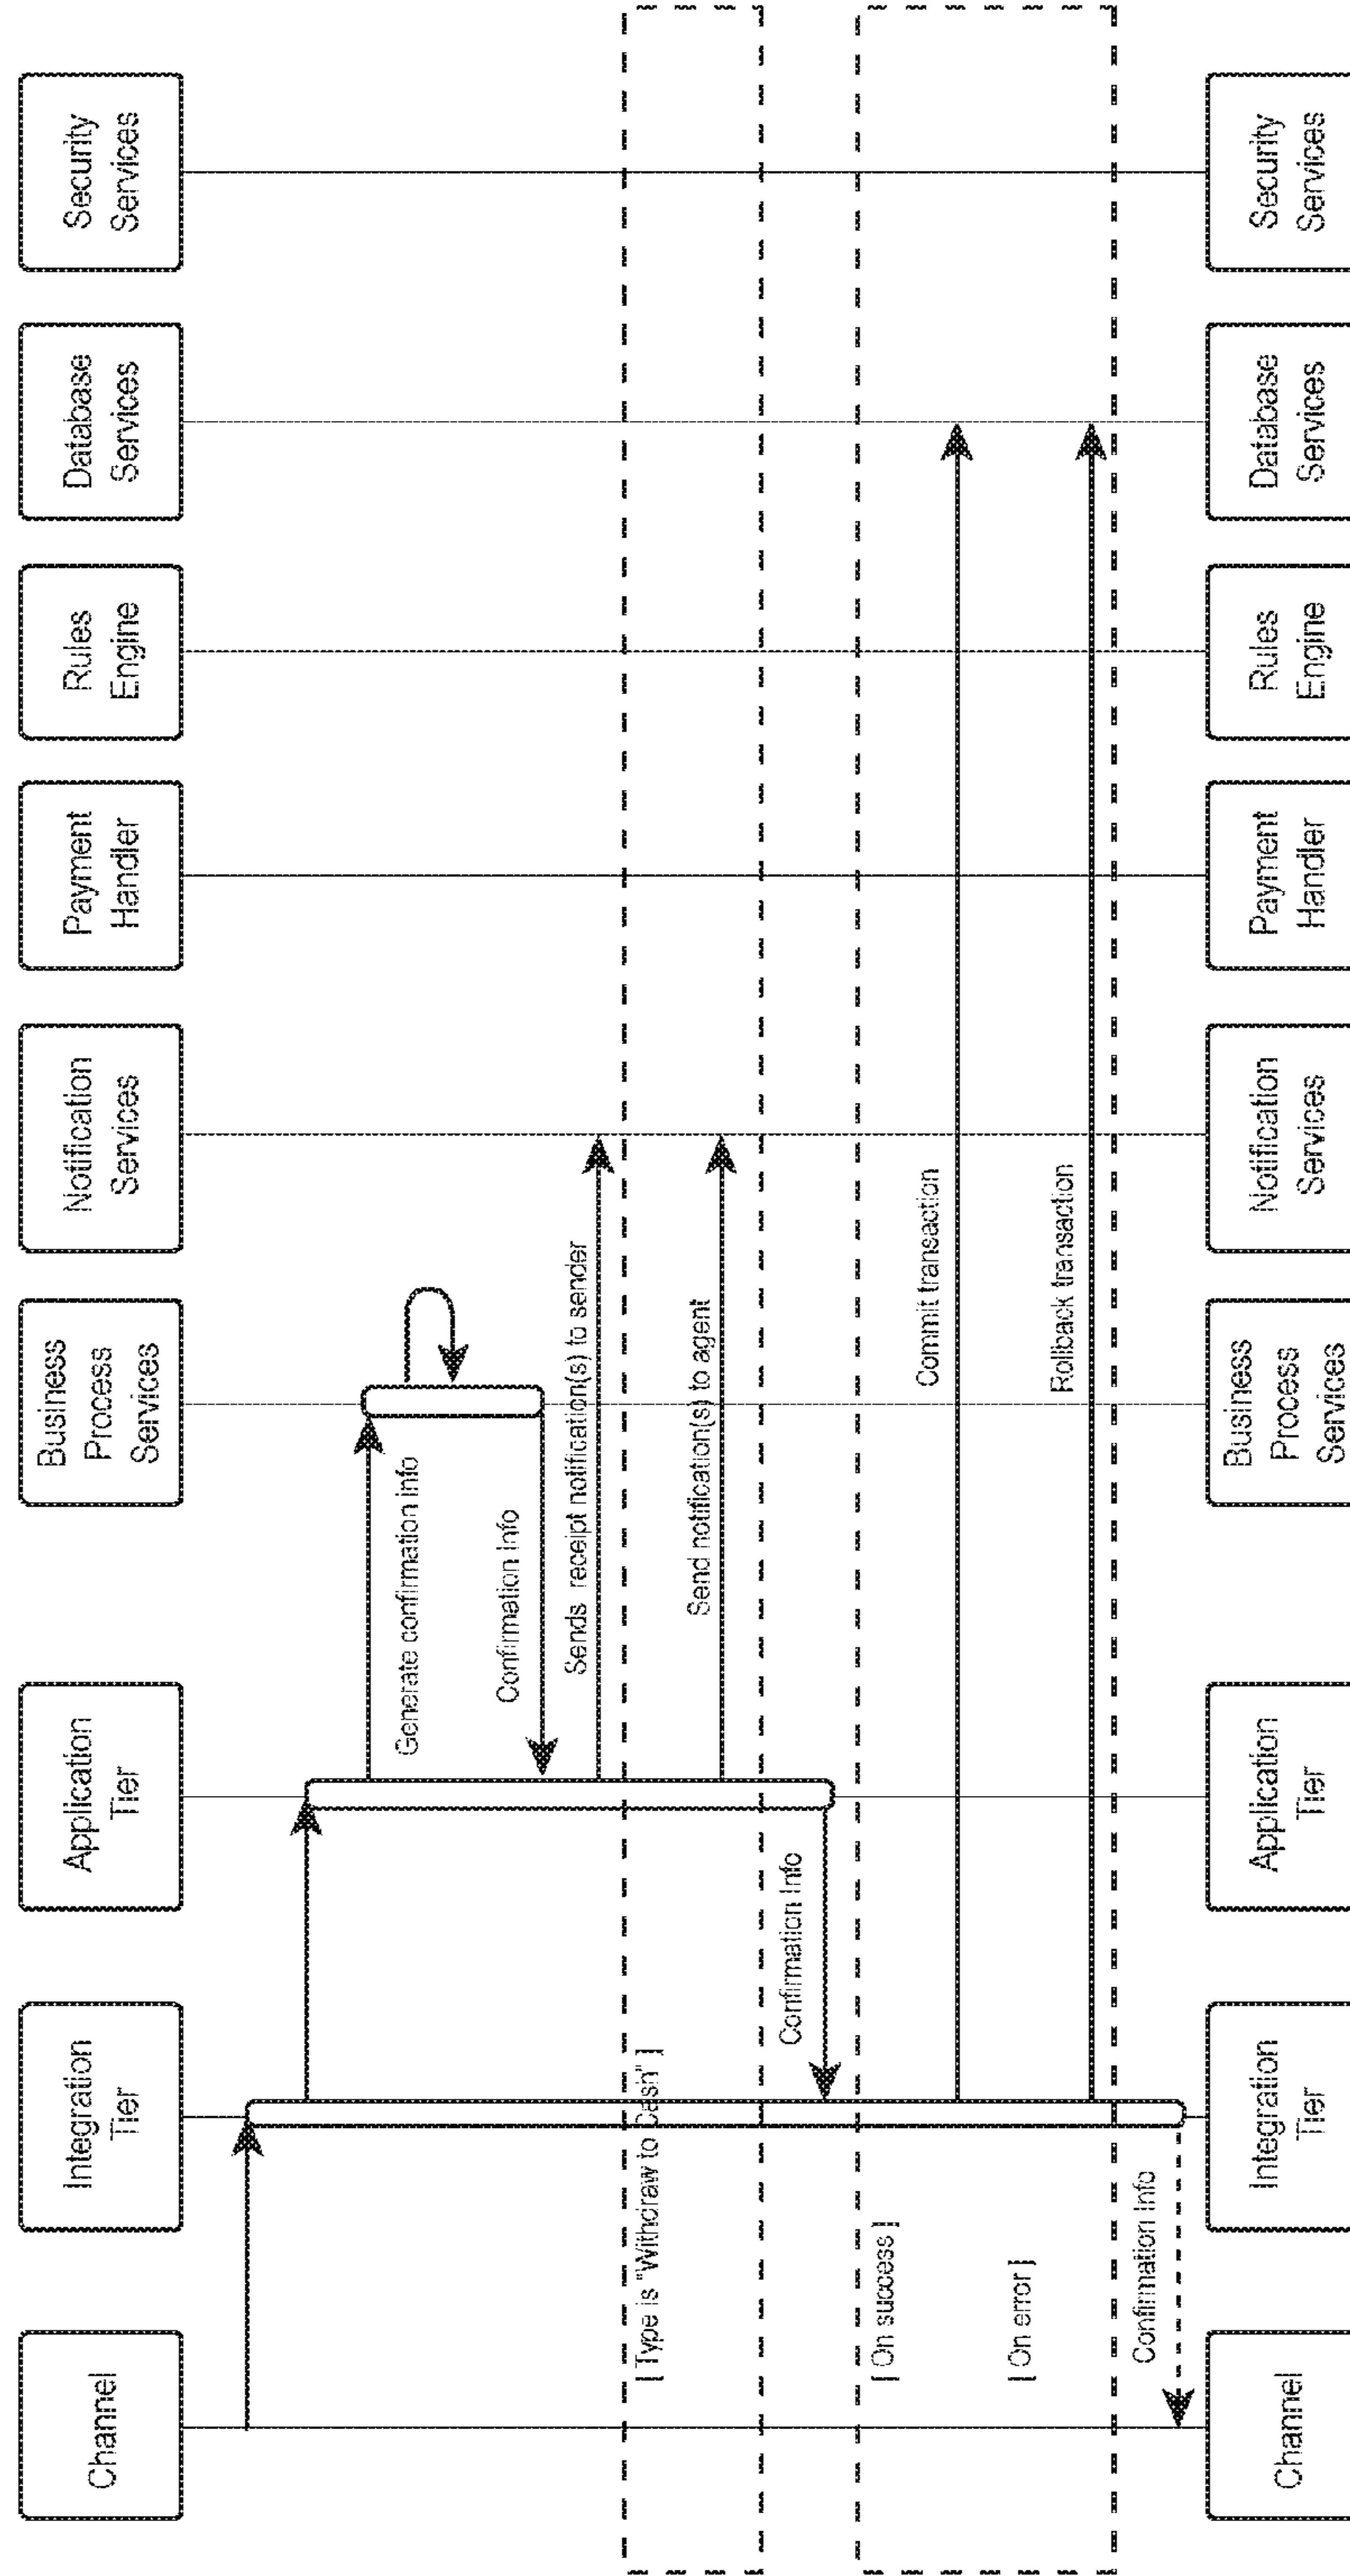 Channel
Integration
Tier
Application
Tier
Business
Process
Services
Notification
Services
Payment
Handler
Rules
Engine
Database
Services
Security
Services
Generate confirmation info
Confirmation Info
Sends receipt notification(s) to sender
[ Type is "Withdraw to Cash" ]
Send notification(s) to agent
Confirmation Info
[ On success ]
Commit transaction
[ On error ]
Rollback transaction
Confirmation Info
Channel
Integration
Tier
Application
Tier
Business
Process
Services
Notification
Services
Payment
Handler
Rules
Engine
Database
Services
Security
Services